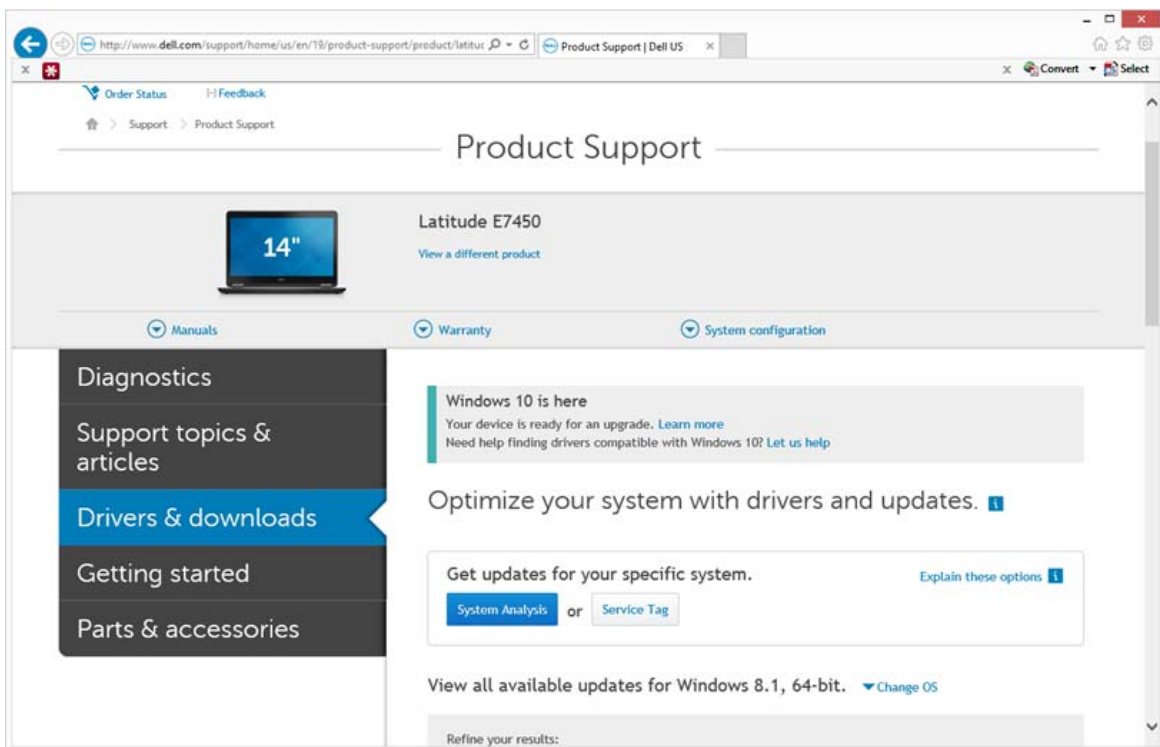 http://www.dell.com/support/home/us/en/19/product-support/product/latituc
Product Support | Dell US
Convert
Select
Order Status
Feedback
Support
Product Support
Product Support
14"
Latitude E7450
View a different product
Manuals
Warranty
System configuration
Diagnostics
Support topics &
articles
Drivers & downloads
Getting started
Parts & accessories
Windows 10 is here
Your device is ready for an upgrade. Learn more
Need help finding drivers compatible with Windows 10? Let us help
Optimize your system with drivers and updates.
Get updates for your specific system.
Explain these options
System Analysis or Service Tag
View all available updates for Windows 8.1, 64-bit. Change OS
Refine your results: